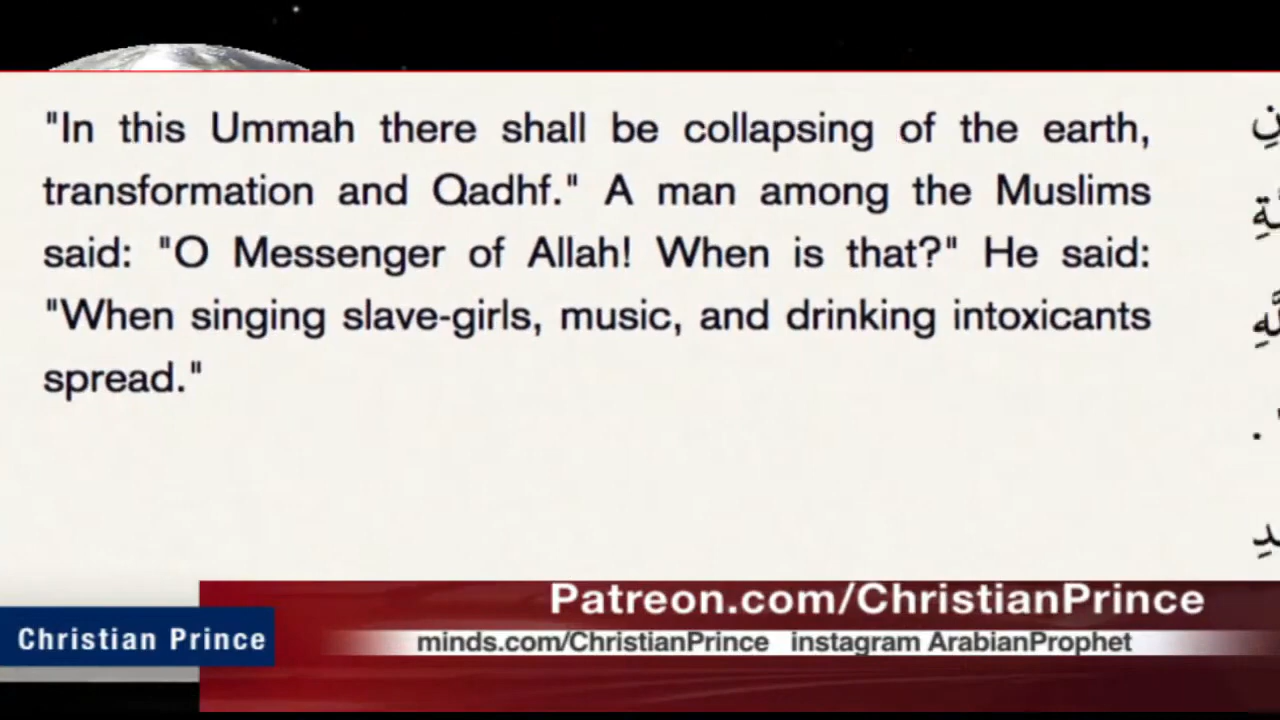 "In this Ummah there shall be collapsing of the earth,
transformation and Qadhf." A man among the Muslims
said: "O Messenger of Allah! When is that?" He said:
"When singing slave-girls, music, and drinking intoxicants
spread."
Patreon.com/ChristianPrince
Christian Prince
minds.com/ChristianPrince instagram ArabianProphet